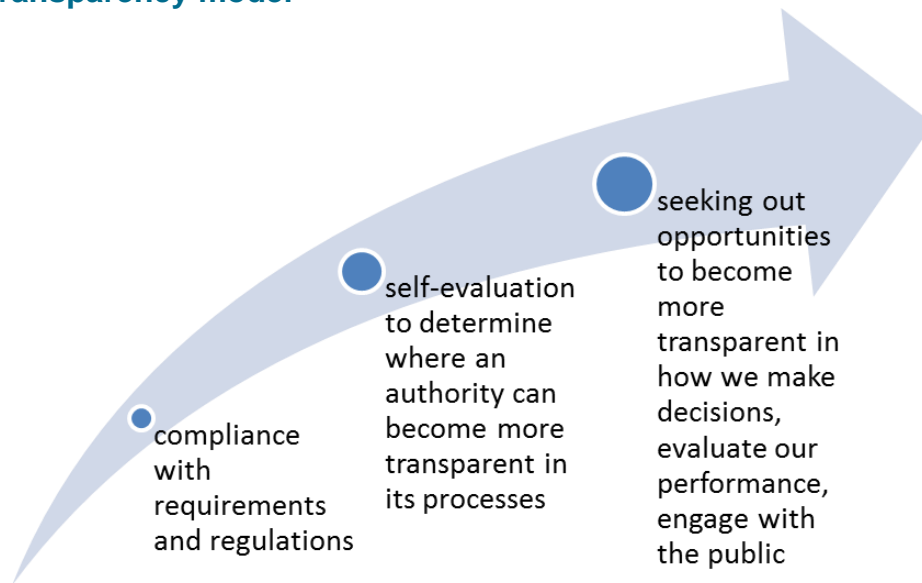 ransparency model
compliance
with
requirements
and regulations
self-evaluation
to determine
where an
authority can
become more
transparent in
its processes
seeking out
opportunities
to become
more
transparent in
how we make
decisions,
evaluate our
performance,
engage with
the public